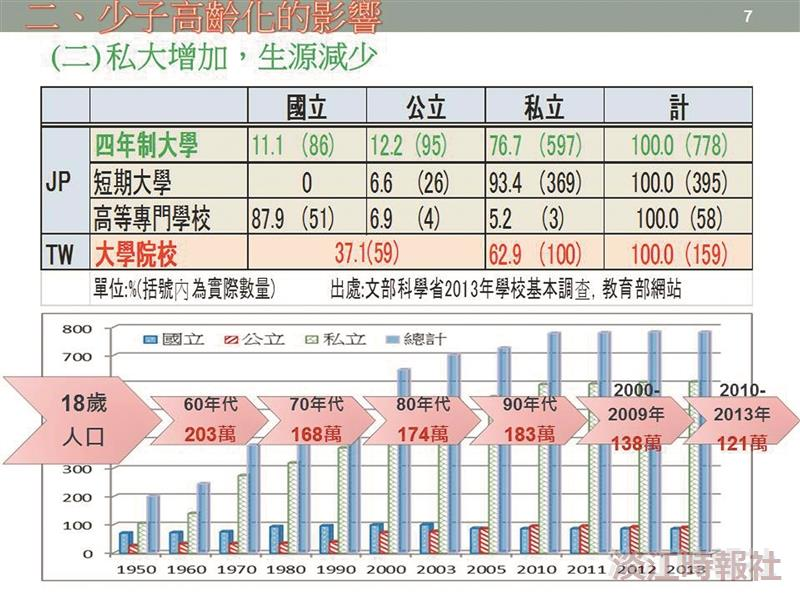 二、少子高齡化的影響
7
(二)私大增加，生源減少
國立 公立 私立 計
JP 四年制大學 11.1 (86) 12.2 (95) 76.7 (597) 100.0 (778)
短期大學 0 6.6 (26) 93.4 (369) 100.0 (395)
高等專門學校 87.9 (51) 6.9 (4) 5.2 (3) 100.0 (58)
TW 大學院校 37.1(59) 62.9 (100) 100.0 (159)
單位:%(括號內為實際數量) 出處:文部科學省2013年學校基本調查, 教育部網站
800
700
國立 公立 私立 總計
18歲
人口
60年代
203萬
70年代
168萬
80年代
174萬
90年代
183萬
2000-
2009年
138萬
2010-
2013年
121萬
300
200
100
0
1950 1960 1970 1980 1990 2000 2003 2005 2010 2011 2012 2013
淡江時報社